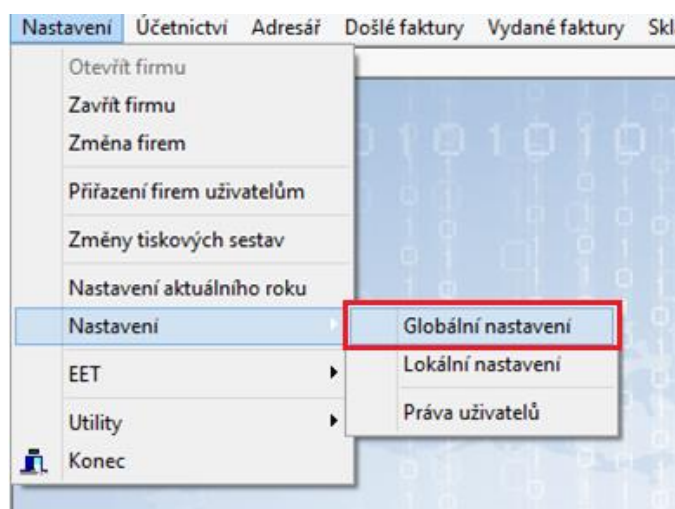 Nastavení Účetnictví Adresář Došlé faktury Vydané faktury
Otevřít firmu
Zavřít firmu
Změna firem
Přiřazení firem uživatelům
Změny tiskových sestav
Nastavení aktuálního roku
Nastavení
Globální nastavení
Lokální nastavení
Práva uživatelů
EET
Utility
Konec